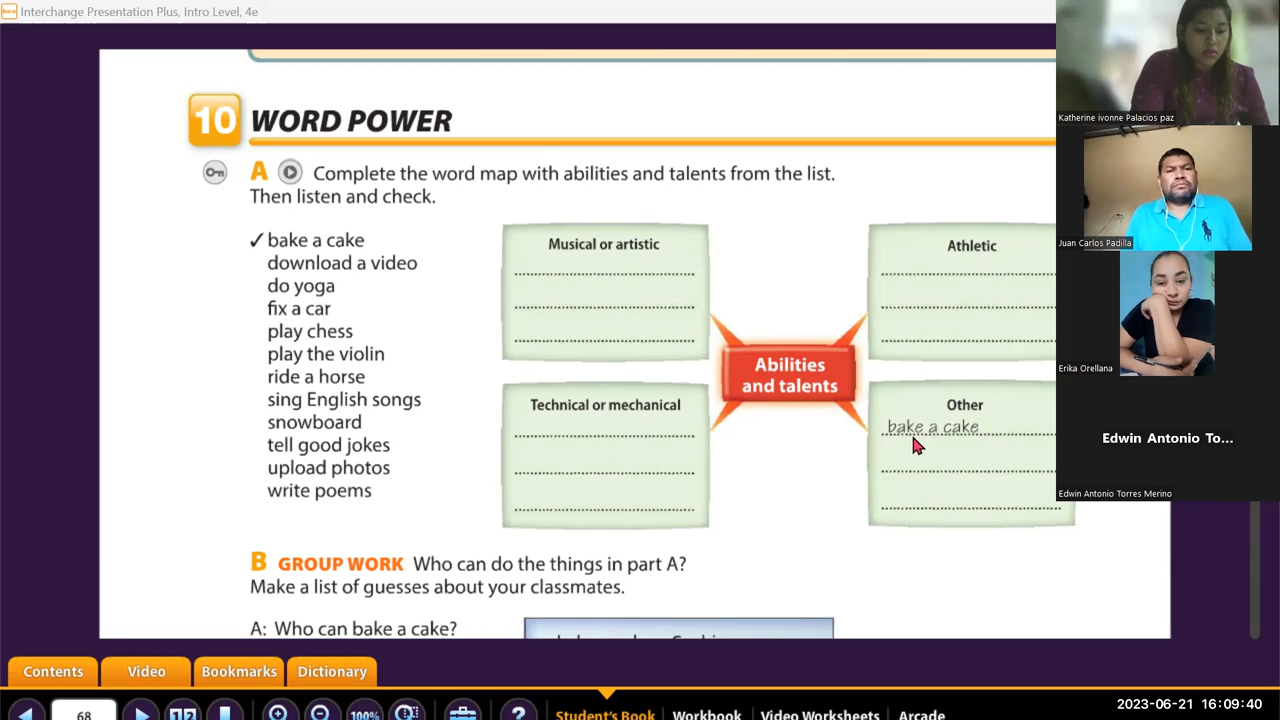 Interchange Presentation Plus, Intro Level, 4e
10 WORD POWER
A Complete the word map with abilities and talents from the list.
Then listen and check.
✓ bake a cake
download a video
do yoga
fix a car
play chess
play the violin
ride a horse
sing English songs
snowboard
tell good jokes
upload photos
write poems
Musical or artistic
Athletic
Abilities
and talents
Technical or mechanical
Other
bake a cake
B GROUP WORK Who can do the things in part A?
Make a list of guesses about your classmates.
A: Who can bake a cake?
Katherine ivonne Palacios paz
Juan Carlos Padilla
Erika Orellana
Edwin Antonio To...
Edwin Antonio Torres Merino
Contents
Video
Bookmarks
Dictionary
68
1 2
100%
?
Student's Book
Workbook
Video Worksheets
Arcade
2023-06-21 16:09:40